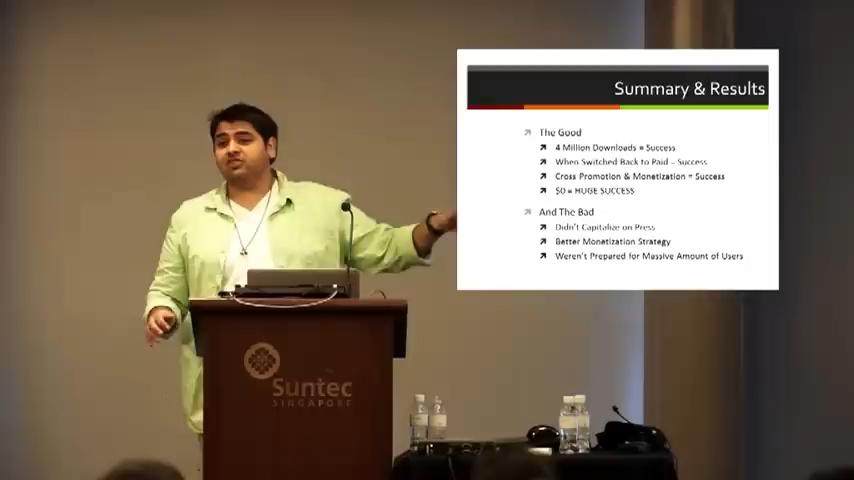 Summary & Results
The Good
4 Million Downloads = Success
When Switched Back to Paid – Success
Cross Promotion & Monetization = Success
$0 = HUGE SUCCESS
And The Bad
Didn't Capitalize on Press
Better Monetization Strategy
Weren't Prepared for Massive Amount of Users
Suntec
SINGAPORE